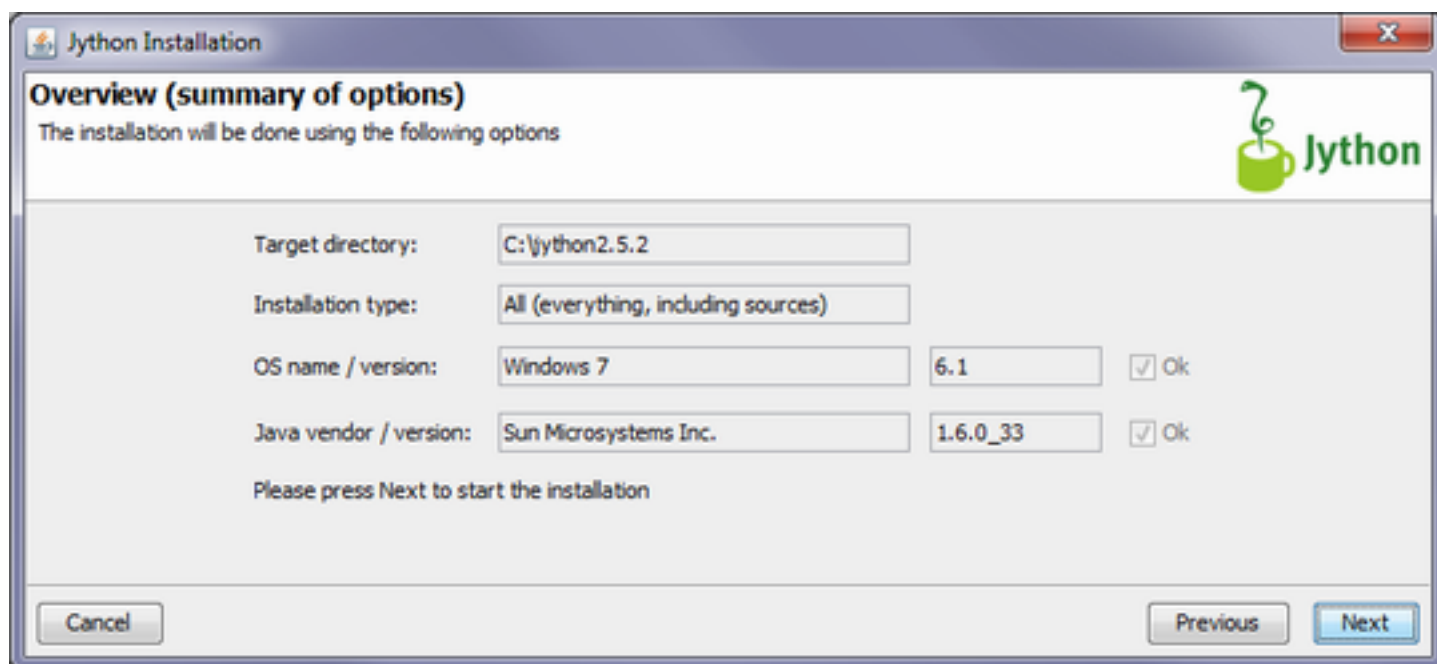 Jython Installation
Overview (summary of options)
The installation will be done using the following options
Jython
Target directory: C:\jython2.5.2
Installation type: All (everything, including sources)
OS name / version: Windows 7 6.1 Ok
Java vendor / version: Sun Microsystems Inc. 1.6.0_33 Ok
Please press Next to start the installation
Cancel Previous Next